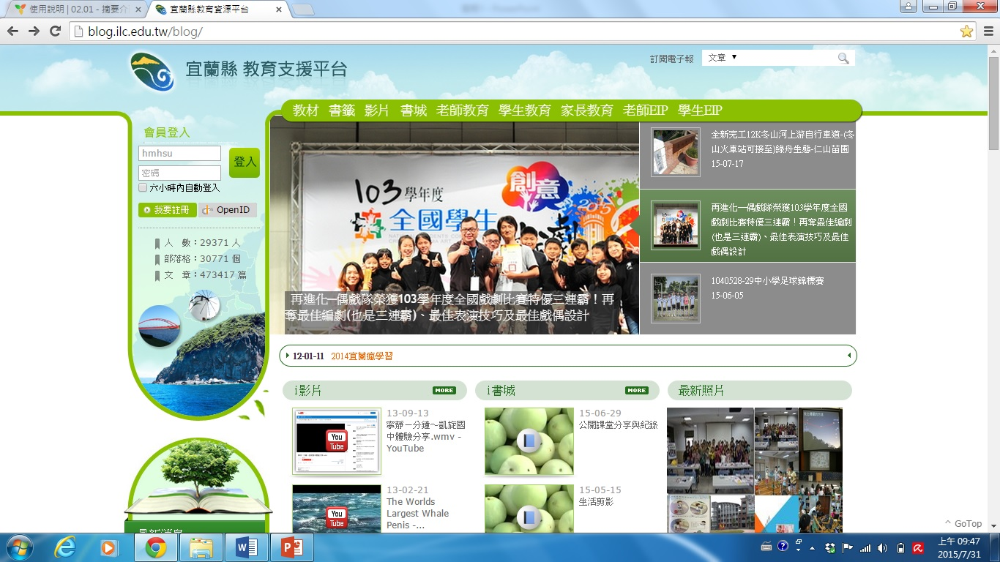 使用說明 | 02.01 - 摘要介
宜蘭縣教育資源平台
blog.ilc.edu.tw/blog/
宜蘭縣 教育支援平台
訂閱電子報
文章 ▼
教材 書籤 影片 書城 老師教育 學生教育 家長教育 老師EIP 學生EIP
會員登入
hmhsu
密碼
登入
六小時內自動登入
我要註冊
OpenID
人 數：29371 人
部落格：30771 個
文 章：473417 篇
103學年度
創意
2015
全國學生
再進化─偶戲隊榮獲103學年度全國戲劇比賽特優三連霸！再
奪最佳編劇(也是三連霸)、最佳表演技巧及最佳戲偶設計
全新完工12K冬山河上游自行車道-(冬
山火車站可接至)綠舟生態-仁山苗圃
15-07-17
再進化─偶戲隊榮獲103學年度全國
戲劇比賽特優三連霸！再奪最佳編劇
(也是三連霸)、最佳表演技巧及最佳
戲偶設計
1040528-29中小學足球錦標賽
15-06-05
12-01-11 2014宜蘭瘋學習
i影片
MORE
You
Tube
13-09-13
寧靜一分鐘～凱旋國
中體驗分享.wmv -
YouTube
You
Tube
13-02-21
The Worlds
Largest Whale
Penis -...
i書城
MORE
15-06-29
公開課堂分享與紀錄
15-05-15
生活剪影
最新照片
最新消息
^ GoTop
上午 09:47
2015/7/31